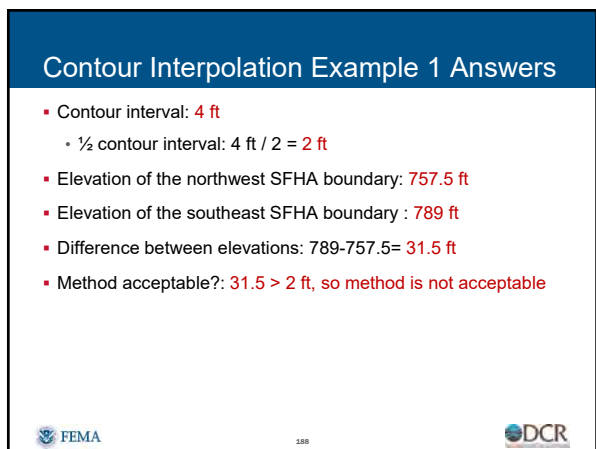 Contour Interpolation Example 1 Answers
▪ Contour interval: 4 ft
• ½ contour interval: 4 ft / 2 = 2 ft
▪ Elevation of the northwest SFHA boundary: 757.5 ft
▪ Elevation of the southeast SFHA boundary : 789 ft
▪ Difference between elevations: 789-757.5= 31.5 ft
▪ Method acceptable?: 31.5 > 2 ft, so method is not acceptable
FEMA
188
DCR